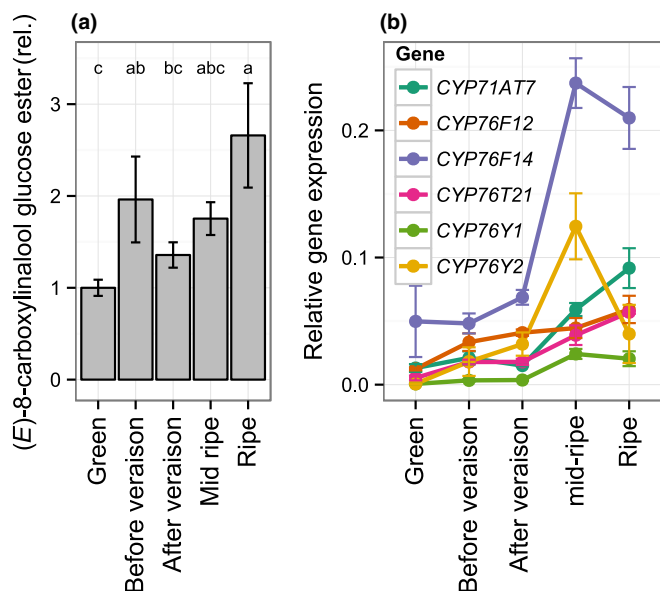 (a)
(E)-8-carboxylinalool glucose ester (rel.)
3
2
1
0
c
ab
bc
abc
a
Green
Before veraison
After veraison
Mid ripe
Ripe
(b)
Relative gene expression
0.2
0.1
0.0
Gene
CYP71AT7
CYP76F12
CYP76F14
CYP76T21
CYP76Y1
CYP76Y2
Green
Before veraison
After veraison
mid-ripe
Ripe